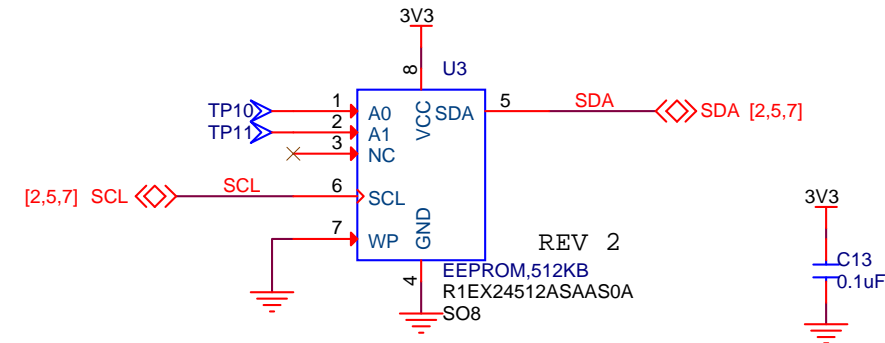 3V3
8
U3
TP10
1
A0
VCC
SDA
5
SDA
SDA [2,5,7]
TP11
2
A1
3
NC
[2,5,7] SCL
SCL
6
SCL
3V3
7
WP
GND
REV 2
C13
4
EEPROM,512KB
0.1uF
R1EX24512ASAAS0A
SO8